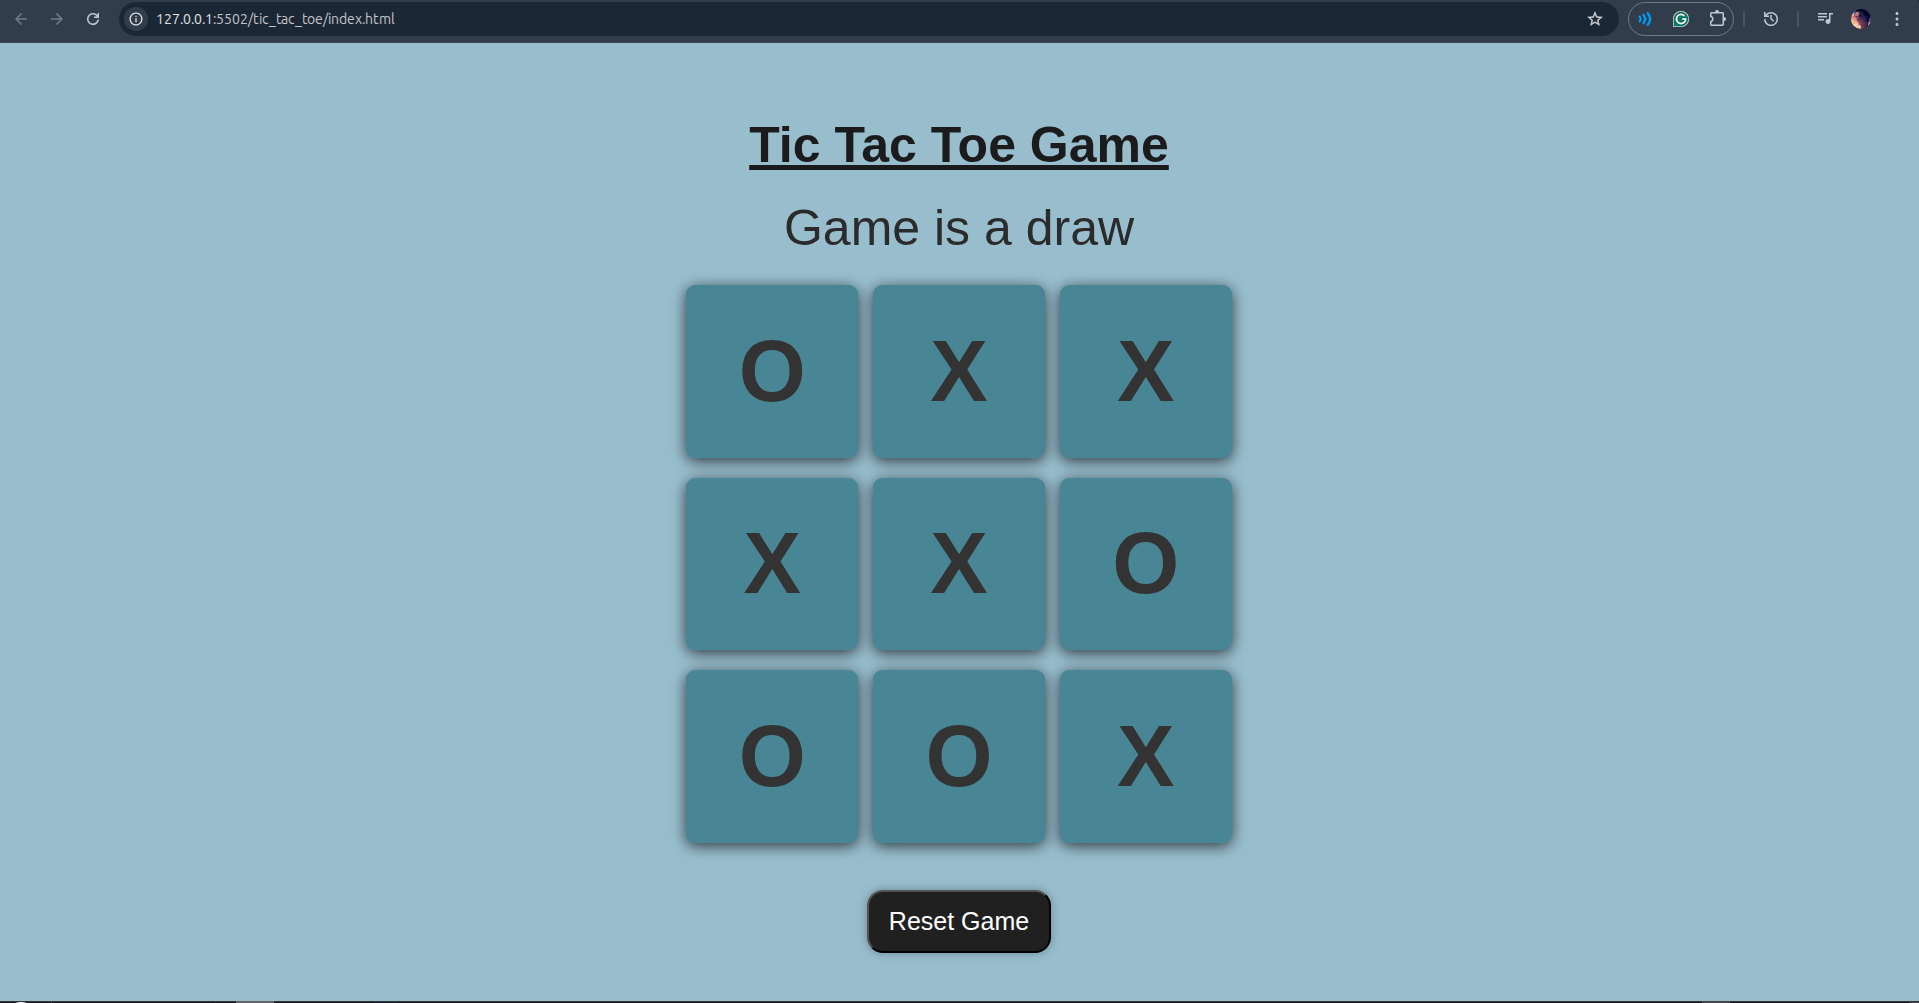 127.0.0.1:5502/tic_tac_toe/index.html
Tic Tac Toe Game
Game is a draw
O X X
X X O
O O X
Reset Game